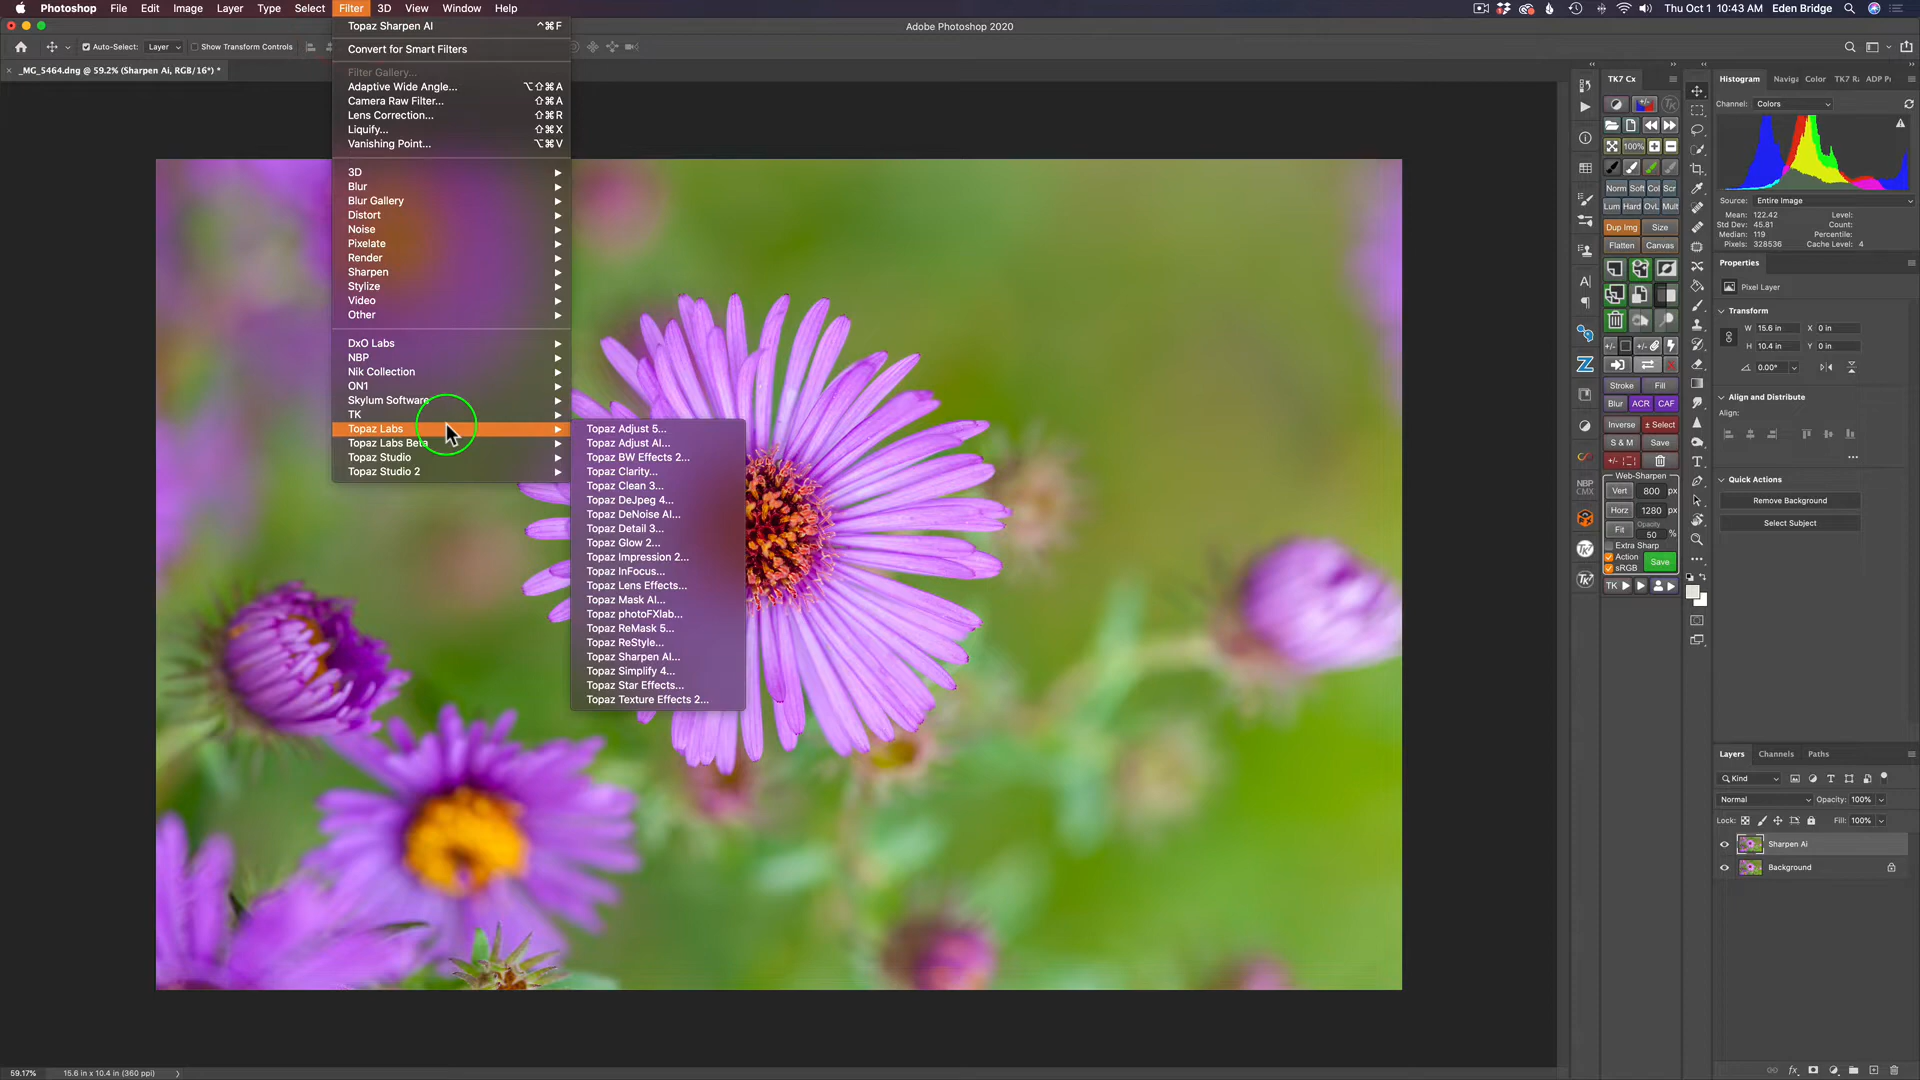 Photoshop File Edit Image Layer Type Select Filter 3D View Window Help
Thu Oct 1 10:43 AM Eden Bridge
Adobe Photoshop 2020
Auto-Select: Layer Show Transform Controls
_MG_5464.dng @ 59.2% (Sharpen Ai, RGB/16*) *
Topaz Sharpen AI ^⌘F
Convert for Smart Filters
Filter Gallery...
Adaptive Wide Angle... ⌥⇧⌘A
Camera Raw Filter... ⇧⌘A
Lens Correction... ⇧⌘R
Liquify... ⇧⌘X
Vanishing Point... ⌥⌘V
3D
Blur
Blur Gallery
Distort
Noise
Pixelate
Render
Sharpen
Stylize
Video
Other
DxO Labs
NBP
Nik Collection
ON1
Skylum Software
TK
Topaz Labs
Topaz Labs Beta
Topaz Studio
Topaz Studio 2
Topaz Adjust 5...
Topaz Adjust AI...
Topaz BW Effects 2...
Topaz Clarity...
Topaz Clean 3...
Topaz DeJpeg 4...
Topaz DeNoise AI...
Topaz Detail 3...
Topaz Glow 2...
Topaz Impression 2...
Topaz InFocus...
Topaz Lens Effects...
Topaz Mask AI...
Topaz photoFXlab...
Topaz ReMask 5...
Topaz ReStyle...
Topaz Sharpen AI...
Topaz Simplify 4...
Topaz Star Effects...
Topaz Texture Effects 2...
NBP
CMX
TK7
TK7
TK7 Cx
100%
Norm Soft Col Scr
Lum Hard OvL Mult
Dup Img Size
Flatten Canvas
+/- +/-
Stroke Fill
Blur ACR CAF
Inverse ± Select
S & M Save
+/-
Web-Sharpen
Vert 800 px
Horz 1280 px
Opacity
Fit 50 %
Extra Sharp
Action
sRGB
Save
TK
Histogram Naviga Color TK7 R ADP P
Channel: Colors
Source: Entire Image
Mean: 122.42 Level:
Std Dev: 45.81 Count:
Median: 119 Percentile:
Pixels: 328536 Cache Level: 4
Properties
Pixel Layer
Transform
W 15.6 in X 0 in
H 10.4 in Y 0 in
0.00°
Align and Distribute
Align:
Quick Actions
Remove Background
Select Subject
Layers Channels Paths
Kind
Normal Opacity: 100%
Lock: Fill: 100%
Sharpen Ai
Background
59.17% 15.6 in x 10.4 in (360 ppi)